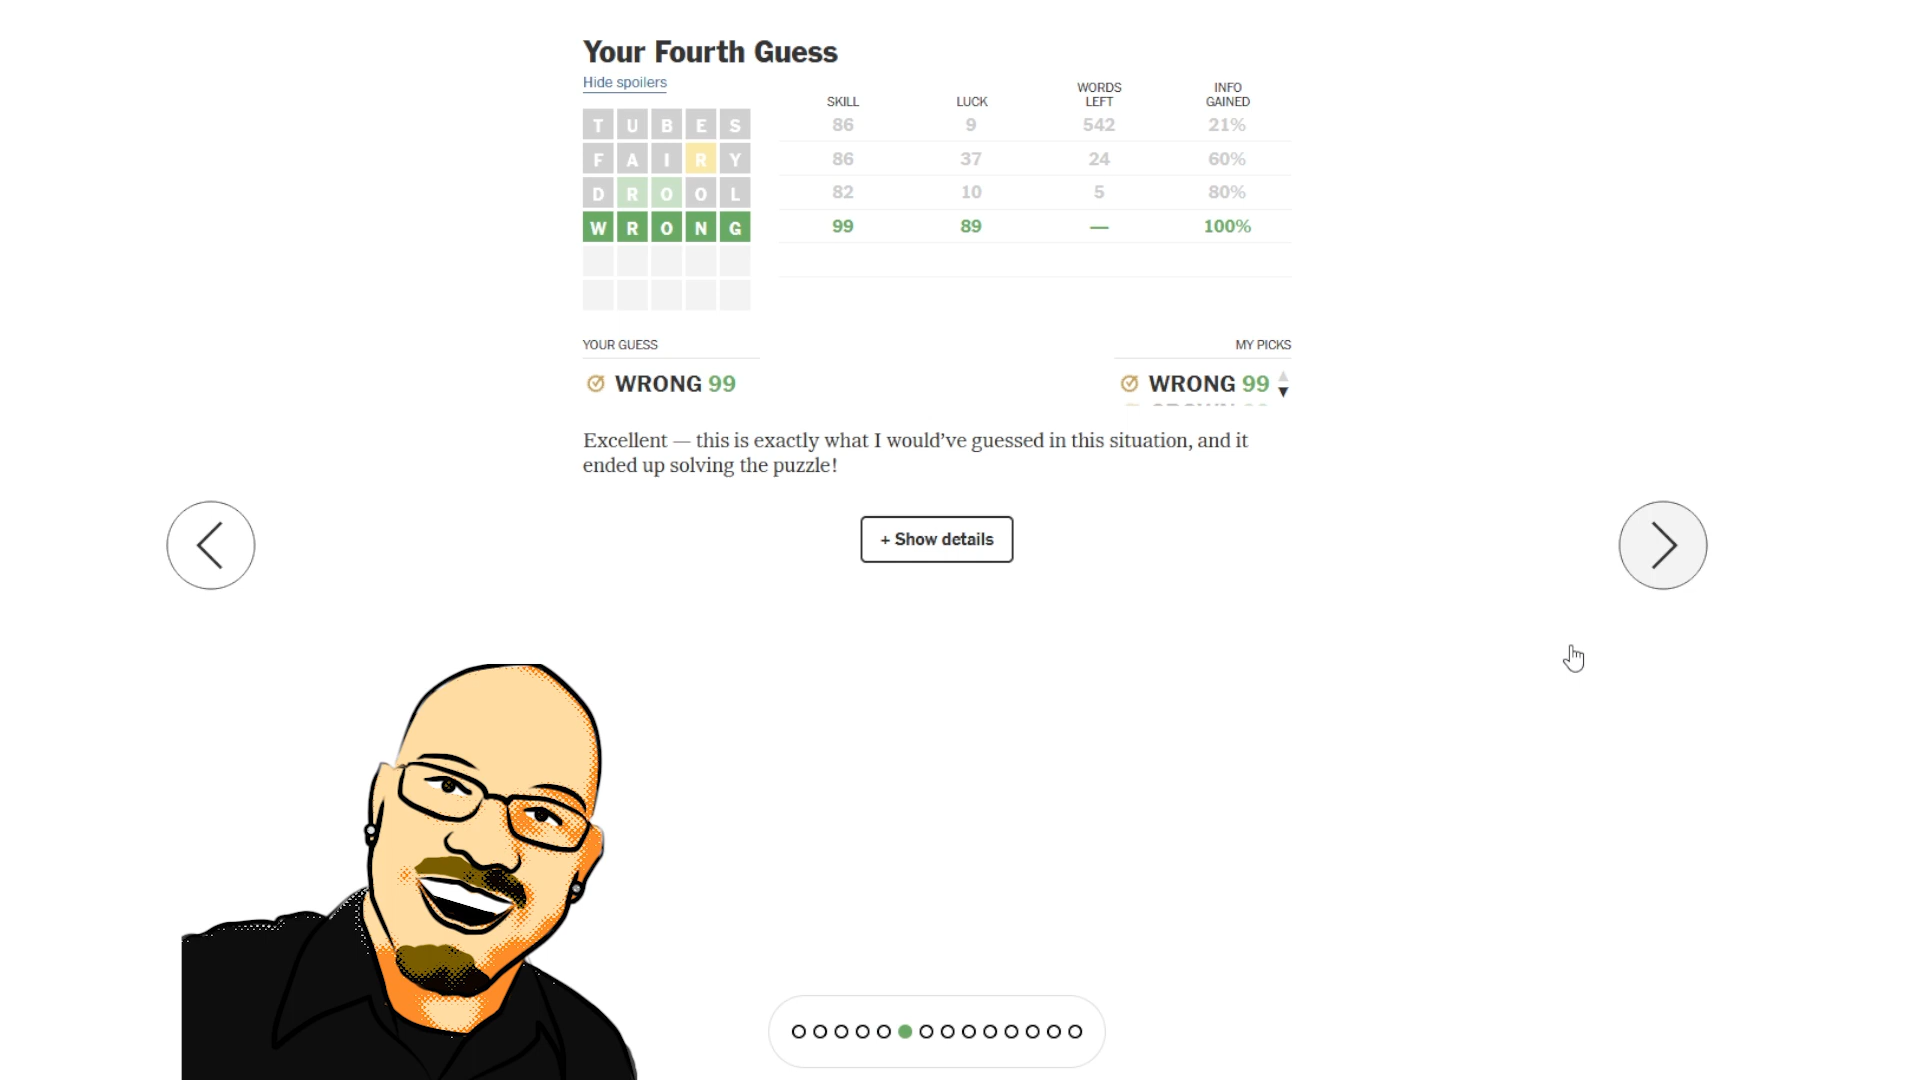 Your Fourth Guess
Hide spoilers
SKILL LUCK WORDS LEFT INFO GAINED
T U B E S 86 9 542 21%
F A I R Y 86 37 24 60%
D R O O L 82 10 5 80%
W R O N G 99 89 — 100%
YOUR GUESS MY PICKS
WRONG 99 WRONG 99
Excellent — this is exactly what I would’ve guessed in this situation, and it
ended up solving the puzzle!
+ Show details